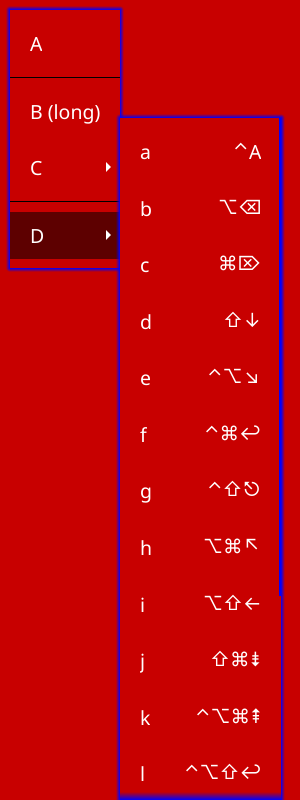 A
B (long)
C
D
a ⌃A
b ⌥⌫
c ⌘⌦
d ⇧↓
e ⌃⌥↘
f ⌃⌘↩
g ⌃⇧⎋
h ⌥⌘↖
i ⌥⇧←
j ⇧⌘⇟
k ⌃⌥⌘⇞
l ⌃⌥⇧↩